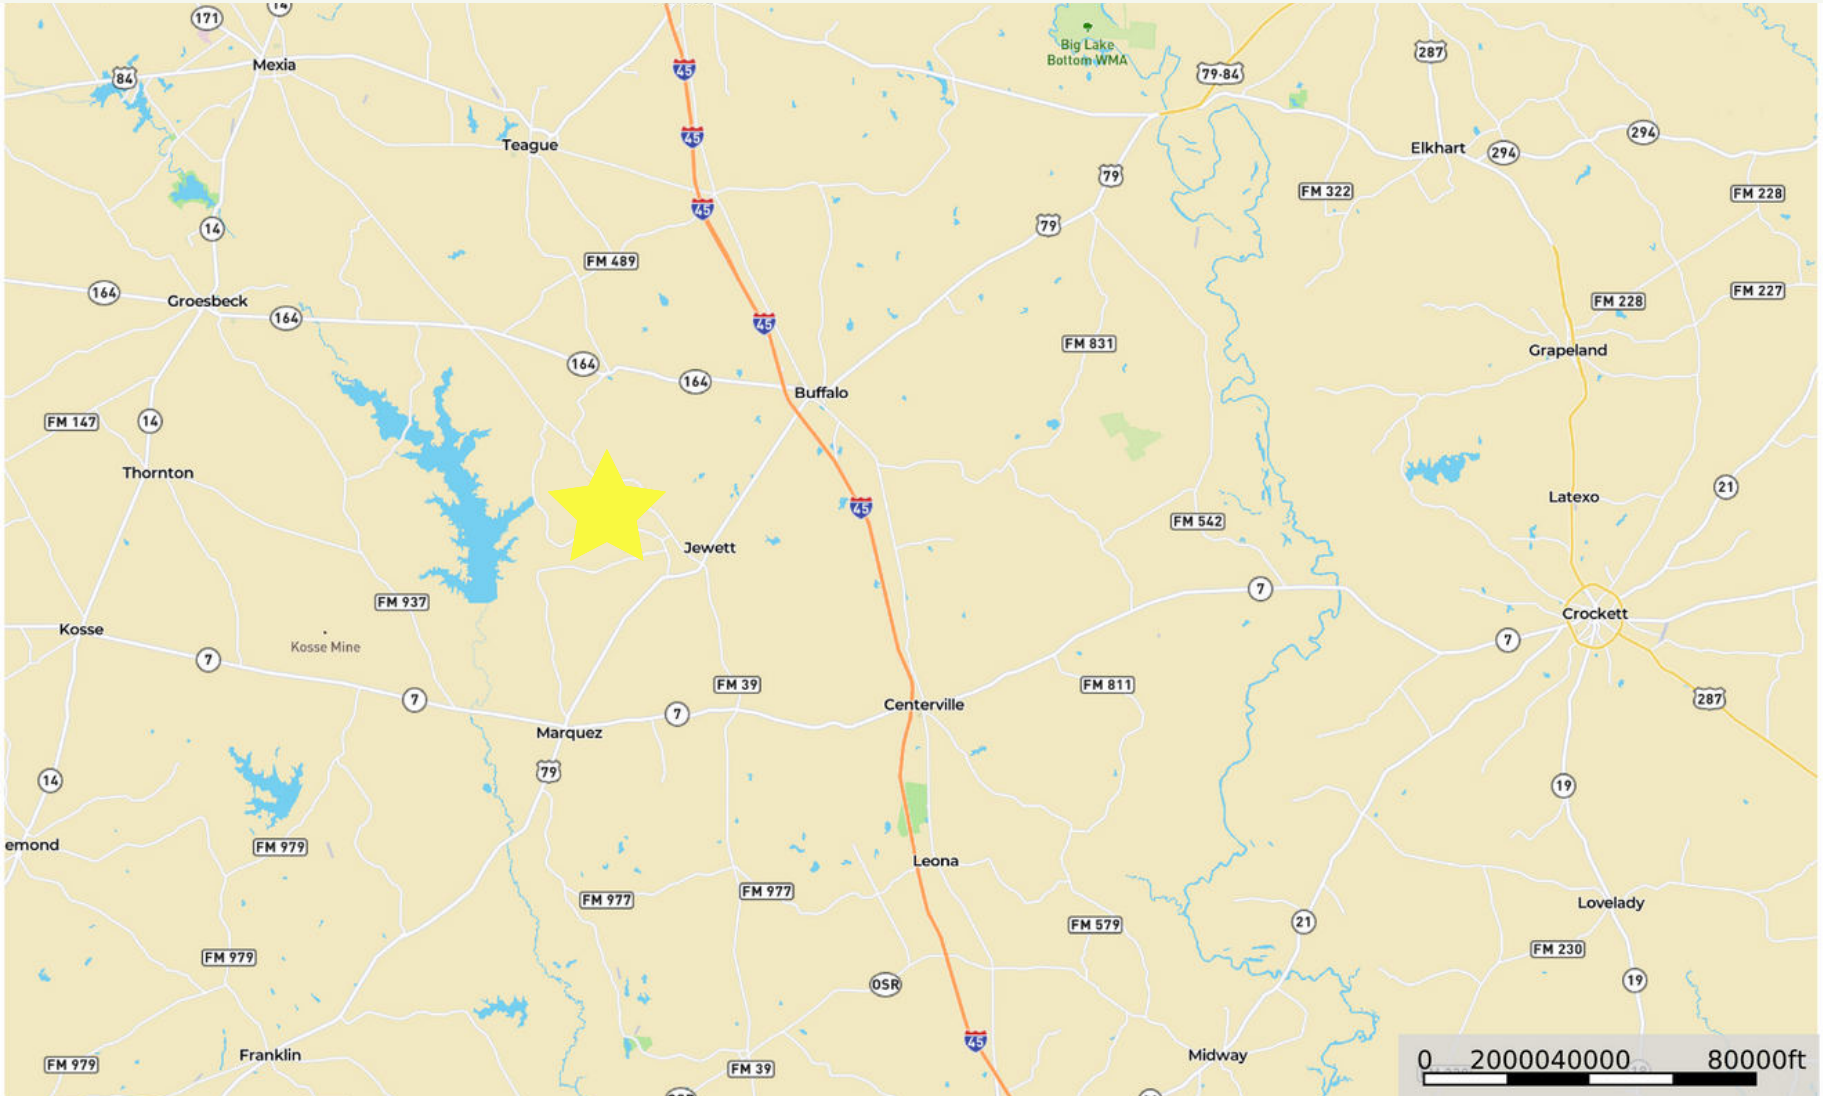 171
14
84
Mexia
45
Big Lake
Bottom WMA
79-84
287
45
Teague
Elkhart
294
294
79
FM 322
FM 228
45
14
79
FM 489
164
Groesbeck
164
FM 228
FM 227
45
FM 831
Grapeland
164
164
Buffalo
FM 147
14
Thornton
21
Latexo
45
FM 542
Jewett
7
FM 937
Crockett
Kosse
Kosse Mine
7
7
FM 39
FM 811
7
287
Centerville
7
Marquez
79
14
19
emond
FM 979
Leona
FM 977
FM 977
Lovelady
21
FM 579
FM 230
FM 979
19
OSR
45
Franklin
Midway
FM 979
FM 39
0 20000 40000 80000ft